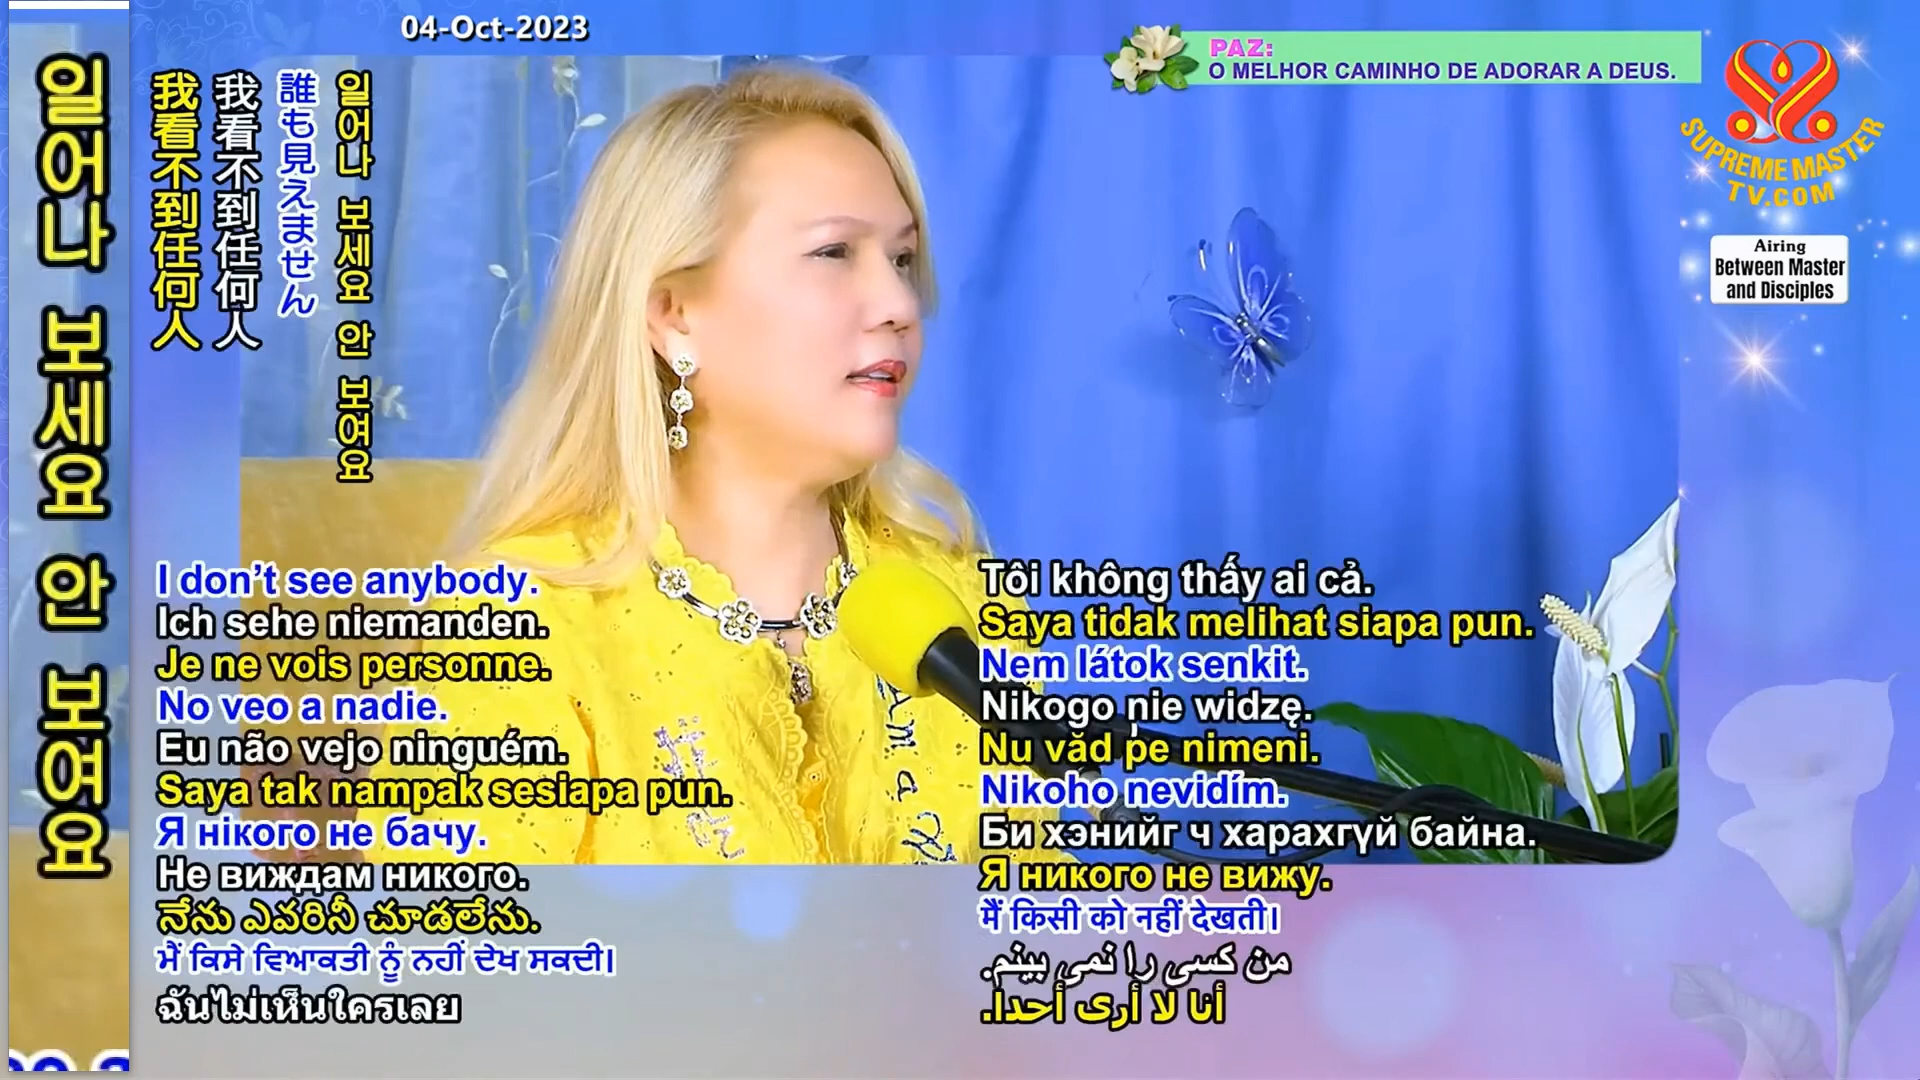 일어나 보세요 안 보여요
04-Oct-2023
PAZ:
O MELHOR CAMINHO DE ADORAR A DEUS.
SUPREME MASTER
TV.COM
Airing
Between Master
and Disciples
일어나 보세요 안 보여요
誰も見えません
我看不到任何人
我看不到任何人
I don’t see anybody.
Ich sehe niemanden.
Je ne vois personne.
No veo a nadie.
Eu não vejo ninguém.
Saya tak nampak sesiapa pun.
Я нікого не бачу.
Не виждам никого.
నేను ఎవరినీ చూడలేను.
ਮੈਂ ਕਿਸੇ ਵਿਆਕਤੀ ਨੂੰ ਨਹੀਂ ਦੇਖ ਸਕਦੀ।
ฉันไม่เห็นใครเลย
Tôi không thấy ai cả.
Saya tidak melihat siapa pun.
Nem látok senkit.
Nikogo nie widzę.
Nu văd pe nimeni.
Nikoho nevidím.
Би хэнийг ч харахгүй байна.
Я никого не вижу.
मैं किसी को नहीं देखती।
من کسی را نمی بینم.
أنا لا أرى أحدا.